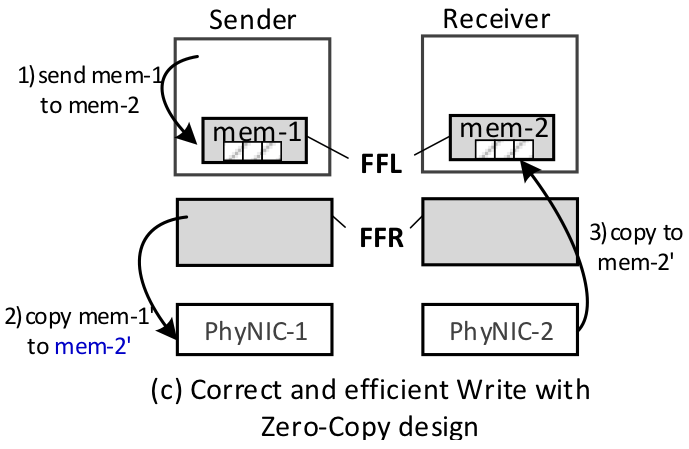 Sender
Receiver
1)send mem-1
to mem-2
mem-1
mem-2
FFL
FFR
3)copy to
mem-2'
2)copy mem-1'
to mem-2'
PhyNIC-1
PhyNIC-2
(c) Correct and efficient Write with
Zero-Copy design